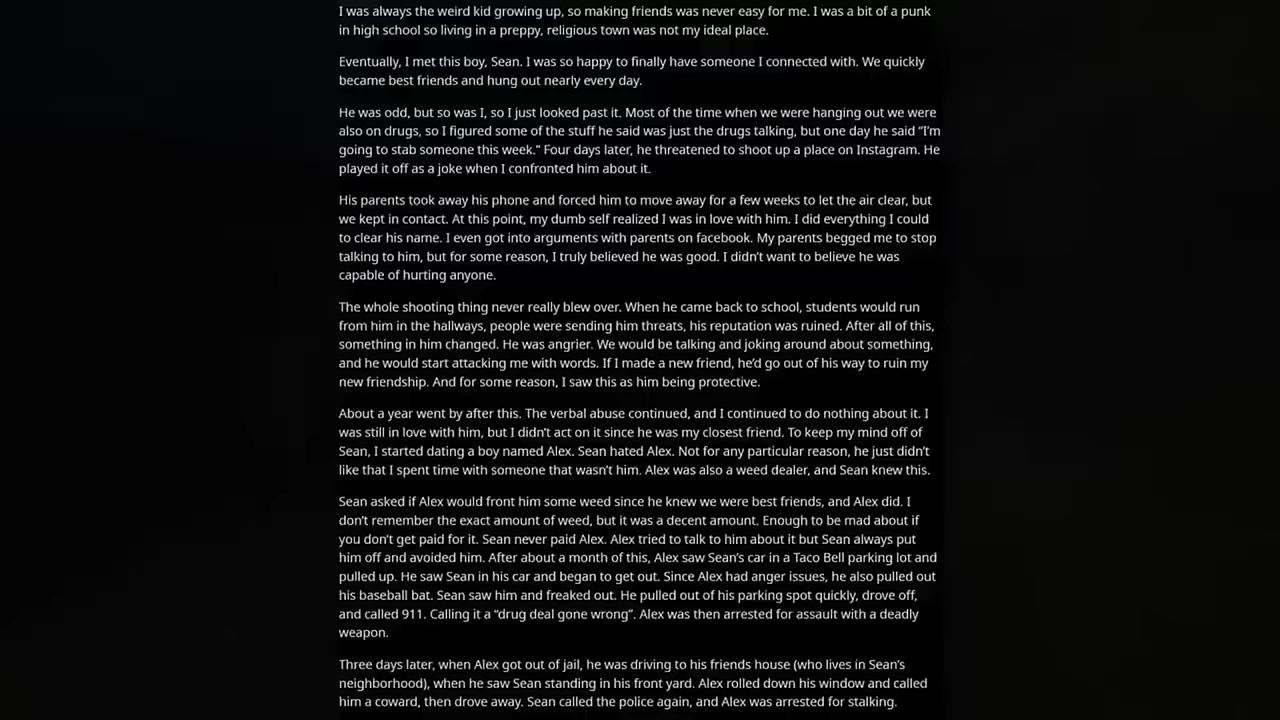 I was always the weird kid growing up, so making friends was never easy for me. I was a bit of a punk
in high school so living in a preppy, religious town was not my ideal place.
Eventually, I met this boy, Sean. I was so happy to finally have someone I connected with. We quickly
became best friends and hung out nearly every day.
He was odd, but so was I, so I just looked past it. Most of the time when we were hanging out we were
also on drugs, so I figured some of the stuff he said was just the drugs talking, but one day he said “I’m
going to stab someone this week.” Four days later, he threatened to shoot up a place on Instagram. He
played it off as a joke when I confronted him about it.
His parents took away his phone and forced him to move away for a few weeks to let the air clear, but
we kept in contact. At this point, my dumb self realized I was in love with him. I did everything I could
to clear his name. I even got into arguments with parents on facebook. My parents begged me to stop
talking to him, but for some reason, I truly believed he was good. I didn’t want to believe he was
capable of hurting anyone.
The whole shooting thing never really blew over. When he came back to school, students would run
from him in the hallways, people were sending him threats, his reputation was ruined. After all of this,
something in him changed. He was angrier. We would be talking and joking around about something,
and he would start attacking me with words. If I made a new friend, he’d go out of his way to ruin my
new friendship. And for some reason, I saw this as him being protective.
About a year went by after this. The verbal abuse continued, and I continued to do nothing about it. I
was still in love with him, but I didn’t act on it since he was my closest friend. To keep my mind off of
Sean, I started dating a boy named Alex. Sean hated Alex. Not for any particular reason, he just didn’t
like that I spent time with someone that wasn’t him. Alex was also a weed dealer, and Sean knew this.
Sean asked if Alex would front him some weed since he knew we were best friends, and Alex did. I
don’t remember the exact amount of weed, but it was a decent amount. Enough to be mad about if
you don’t get paid for it. Sean never paid Alex. Alex tried to talk to him about it but Sean always put
him off and avoided him. After about a month of this, Alex saw Sean’s car in a Taco Bell parking lot and
pulled up. He saw Sean in his car and began to get out. Since Alex had anger issues, he also pulled out
his baseball bat. Sean saw him and freaked out. He pulled out of his parking spot quickly, drove off,
and called 911. Calling it a “drug deal gone wrong”. Alex was then arrested for assault with a deadly
weapon.
Three days later, when Alex got out of jail, he was driving to his friends house (who lives in Sean’s
neighborhood), when he saw Sean standing in his front yard. Alex rolled down his window and called
him a coward, then drove away. Sean called the police again, and Alex was arrested for stalking.